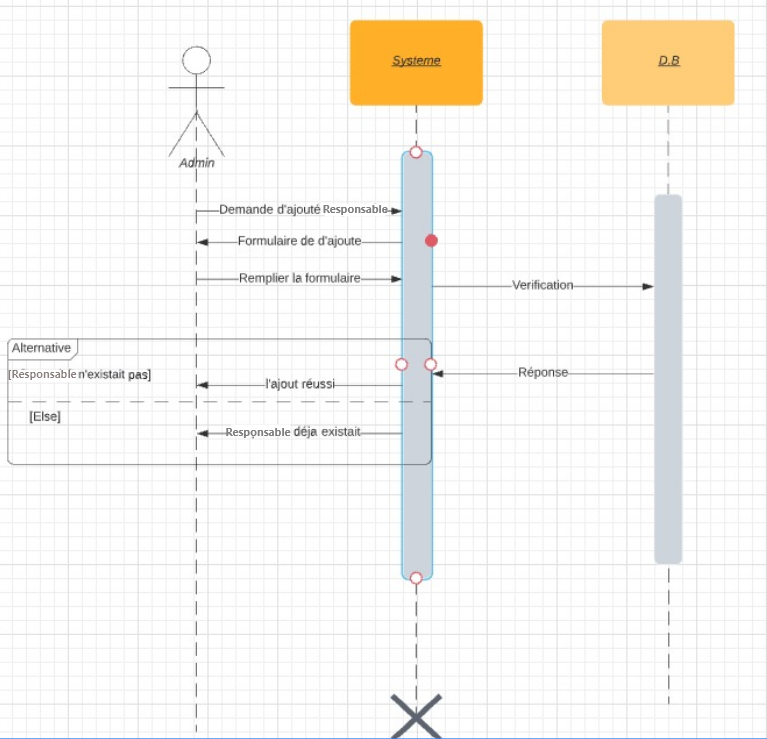 Systeme
D.B
Admin
Demande d'ajouté Responsable
Formulaire de d'ajoute
Remplier la formulaire
Verification
Alternative
[Responsable n'existait pas]
Réponse
l'ajout réussi
[Else]
Responsable déja existait